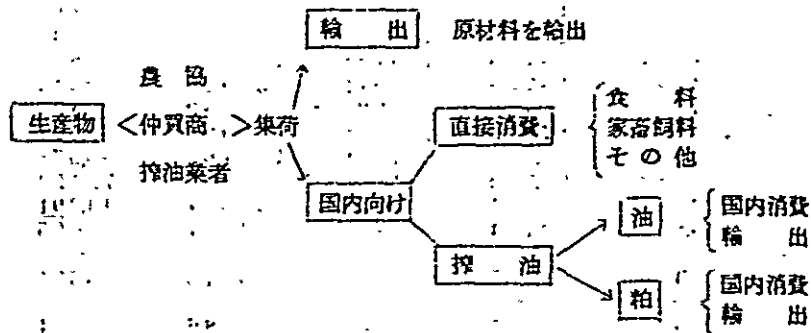 輸 出 原材料を輸出
農 協
生産物 <仲買商 >集荷
搾油業者
直接消費
食 料
家畜飼料
そ の 他
国内向け
搾 油
油
国内消費
輸 出
粕
国内消費
輸 出